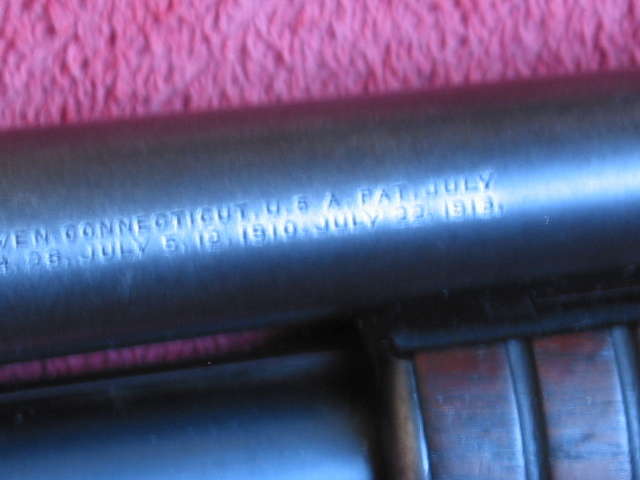 VEN, CONNECTICUT, U.S.A. PAT. JULY
26, JULY 5, 12, 1910, JULY 22, 1913,